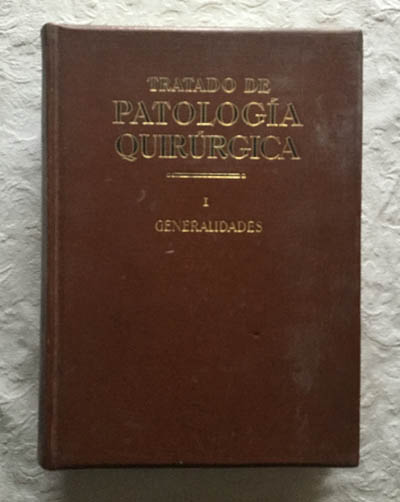 TRATADO DE
PATOLOGÍA
QUIRÚRGICA
I
GENERALIDADES